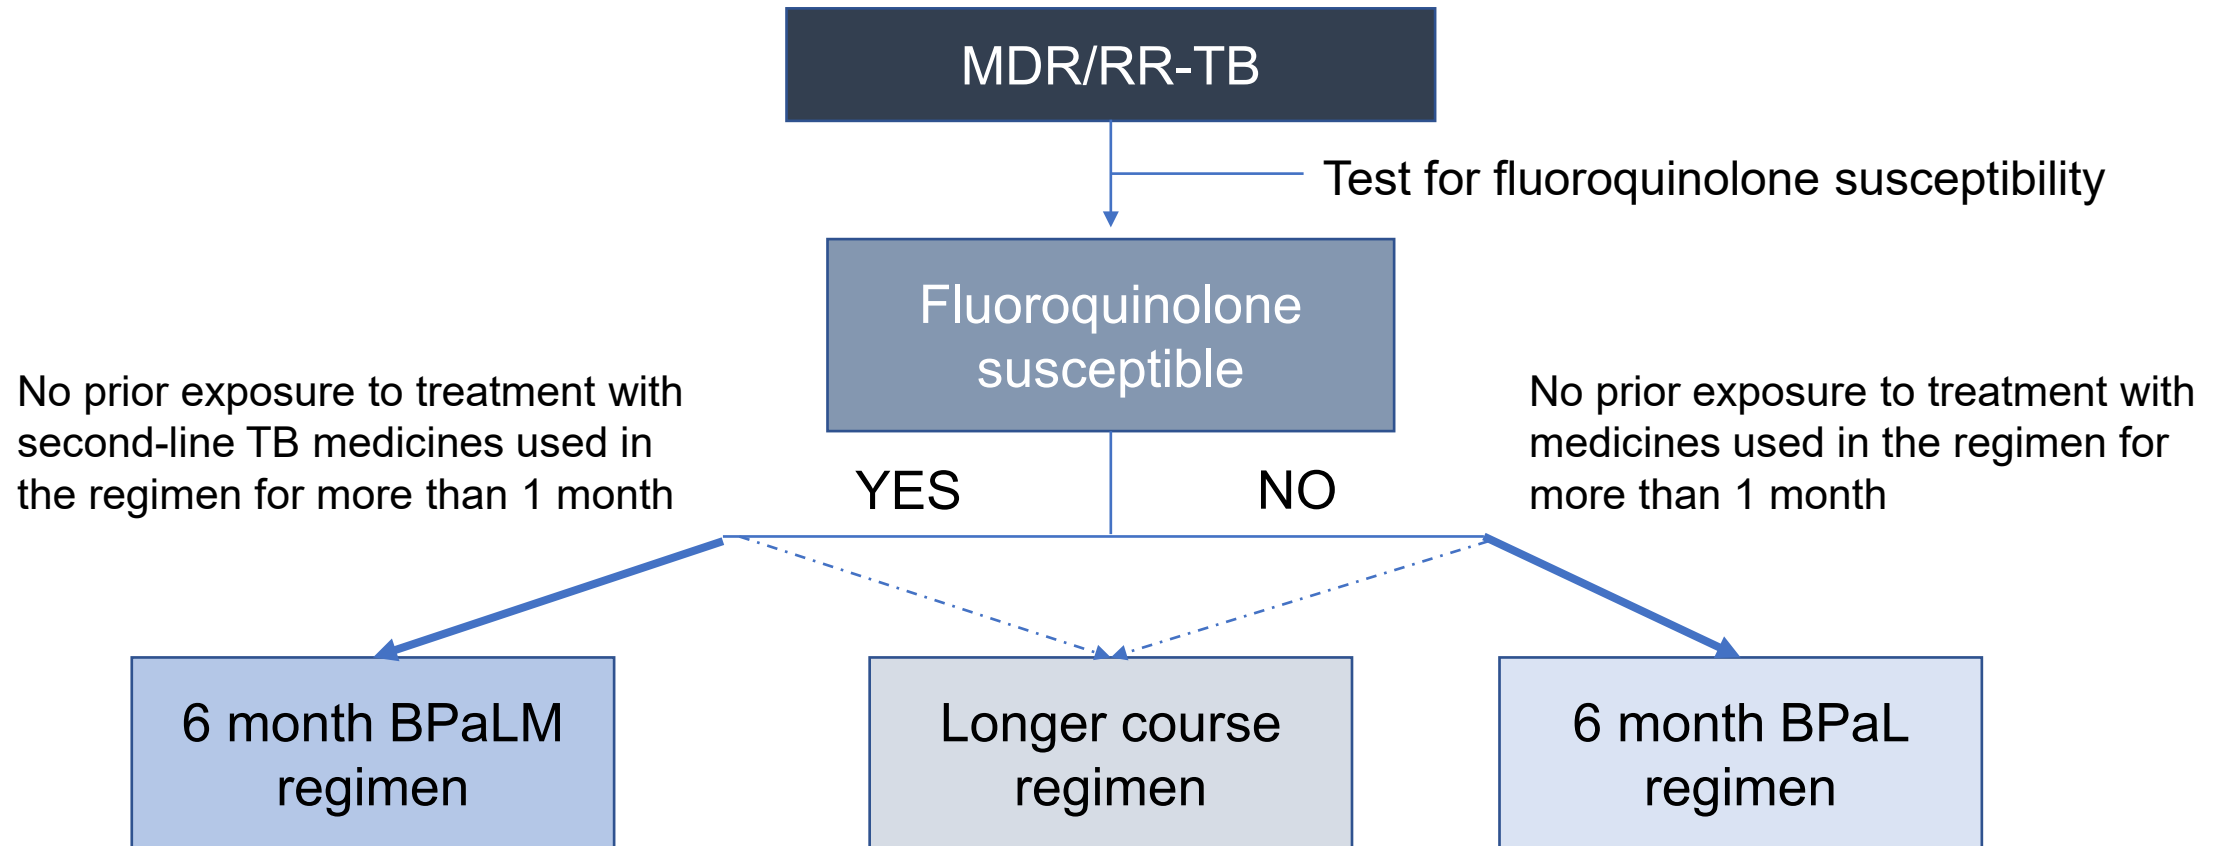 MDR/RR-TB
Test for fluoroquinolone susceptibility
Fluoroquinolone
susceptible
No prior exposure to treatment with
second-line TB medicines used in
the regimen for more than 1 month
YES
NO
No prior exposure to treatment with
medicines used in the regimen for
more than 1 month
6 month BPaLM
regimen
Longer course
regimen
6 month BPaL
regimen